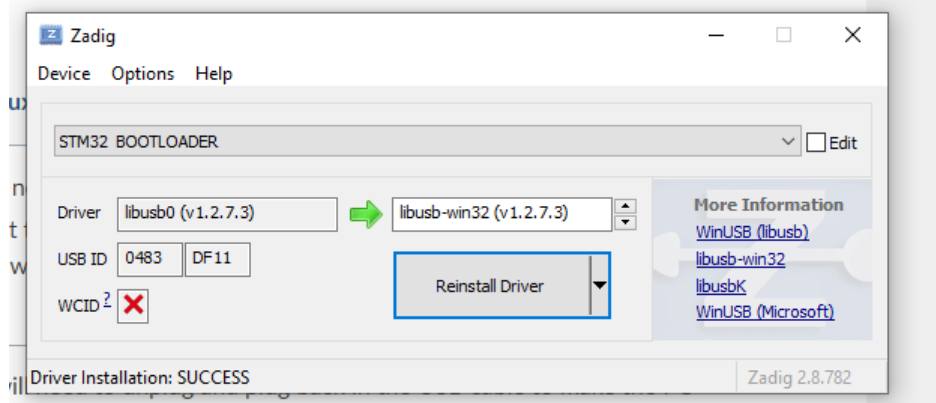 Zadig
Device Options Help
STM32 BOOTLOADER
Edit
Driver libusb0 (v1.2.7.3) libusb-win32 (v1.2.7.3)
USB ID 0483 DF11
WCID ?
Reinstall Driver
More Information
WinUSB (libusb)
libusb-win32
libusbK
WinUSB (Microsoft)
Driver Installation: SUCCESS
Zadig 2.8.782